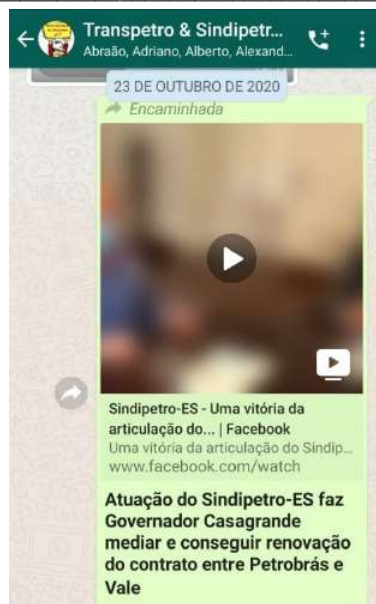 Transpetro & Sindipetr...
Abraão, Adriano, Alberto, Alexand...
23 DE OUTUBRO DE 2020
Encaminhada
Sindipetro-ES - Uma vitória da
articulação do... | Facebook
Uma vitória da articulação do Sindip...
www.facebook.com/watch
Atuação do Sindipetro-ES faz
Governador Casagrande
mediar e conseguir renovação
do contrato entre Petrobrás e
Vale